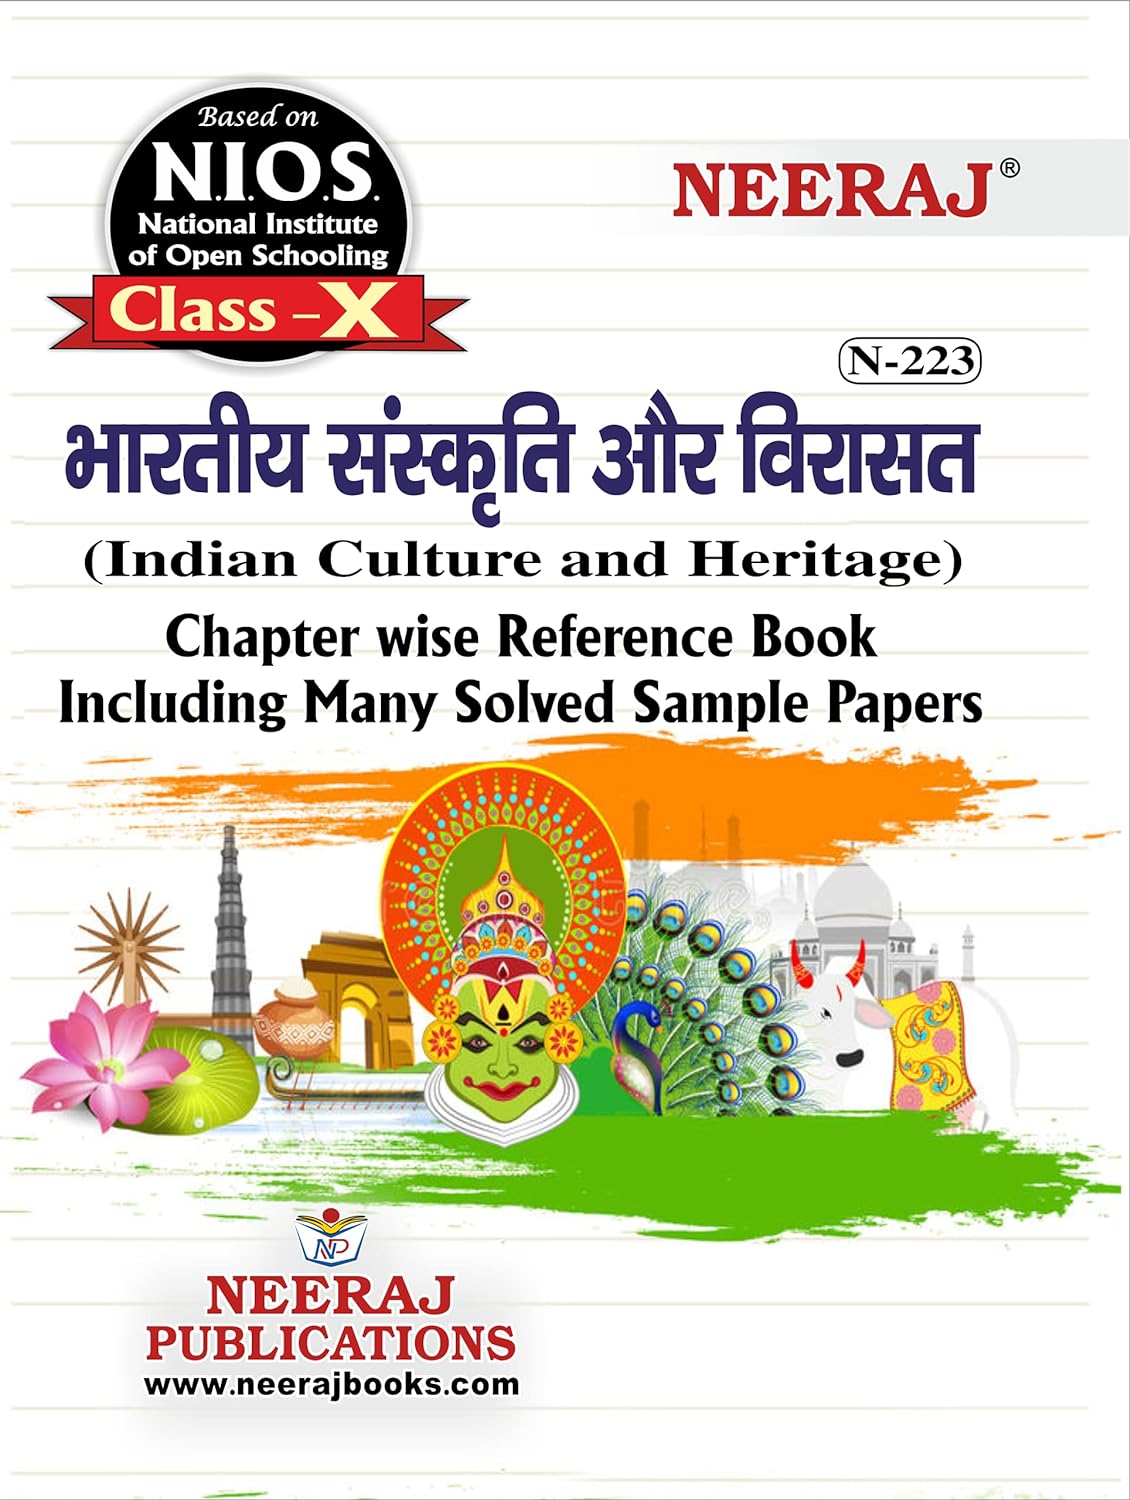 Based on
N.I.O.S.
National Institute
of Open Schooling
Class -X
NEERAJ®
N-223
भारतीय संस्कृति और विरासत
(Indian Culture and Heritage)
Chapter wise Reference Book
Including Many Solved Sample Papers
NP
NEERAJ
PUBLICATIONS
www.neerajbooks.com